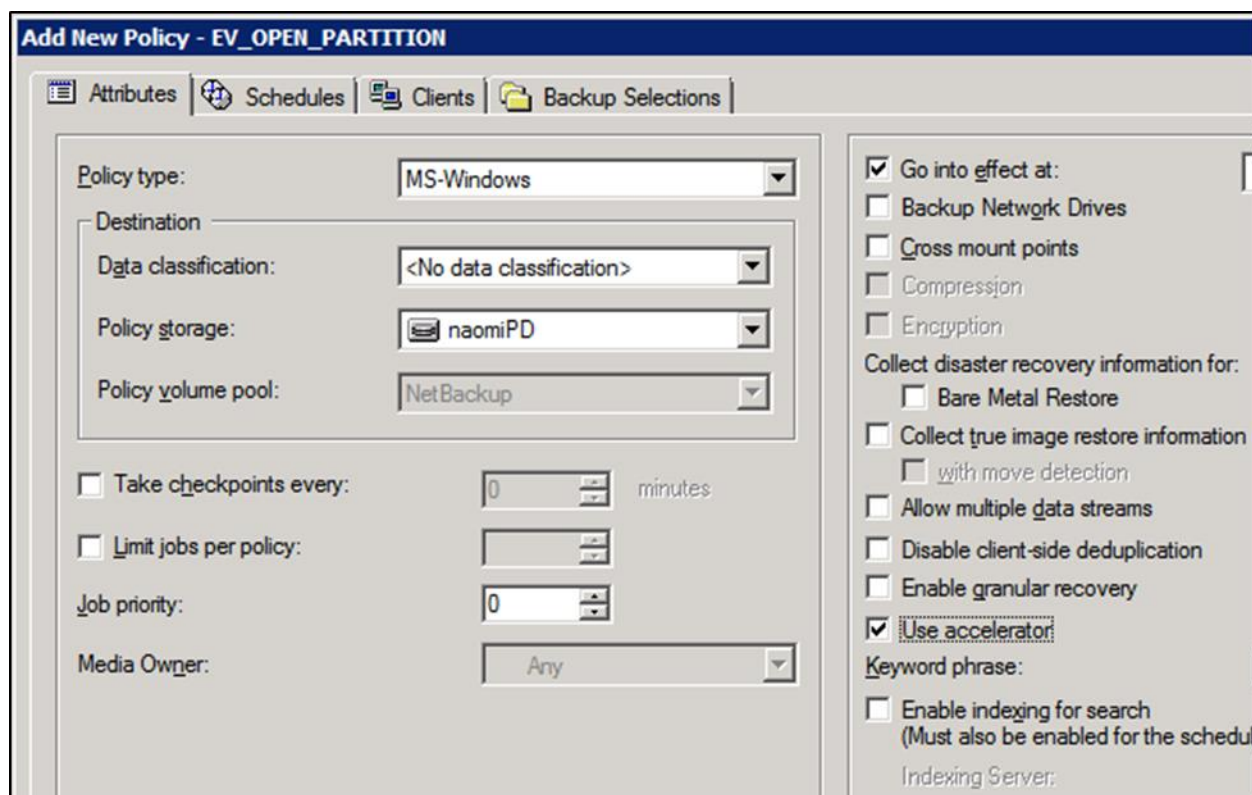 Add New Policy - EV_OPEN_PARTITION
Attributes Schedules Clients Backup Selections
Policy type: MS-Windows
Destination
Data classification: <No data classification>
Policy storage: naomiPD
Policy volume pool: NetBackup
Take checkpoints every: 0 minutes
Limit jobs per policy:
Job priority: 0
Media Owner: Any
Go into effect at:
Backup Network Drives
Cross mount points
Compression
Encryption
Collect disaster recovery information for:
Bare Metal Restore
Collect true image restore information
with move detection
Allow multiple data streams
Disable client-side deduplication
Enable granular recovery
Use accelerator
Keyword phrase:
Enable indexing for search
(Must also be enabled for the schedul
Indexing Server: